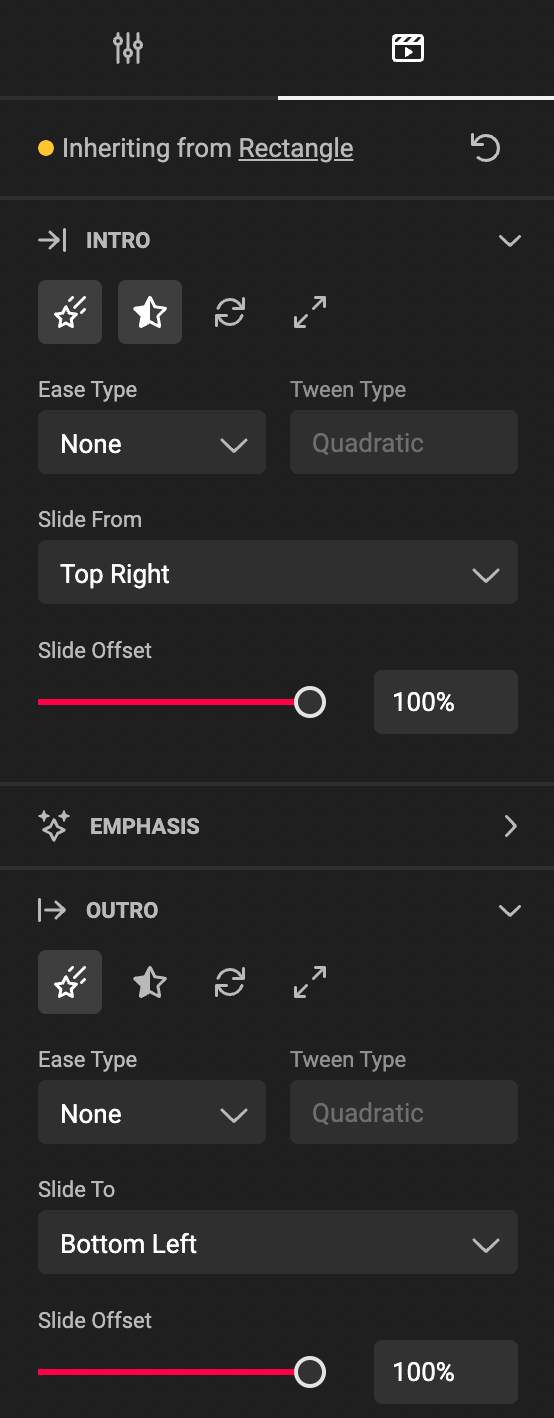 Inheriting from Rectangle
INTRO
Ease Type
Tween Type
None
Quadratic
Slide From
Top Right
Slide Offset
100%
EMPHASIS
OUTRO
Ease Type
Tween Type
None
Quadratic
Slide To
Bottom Left
Slide Offset
100%